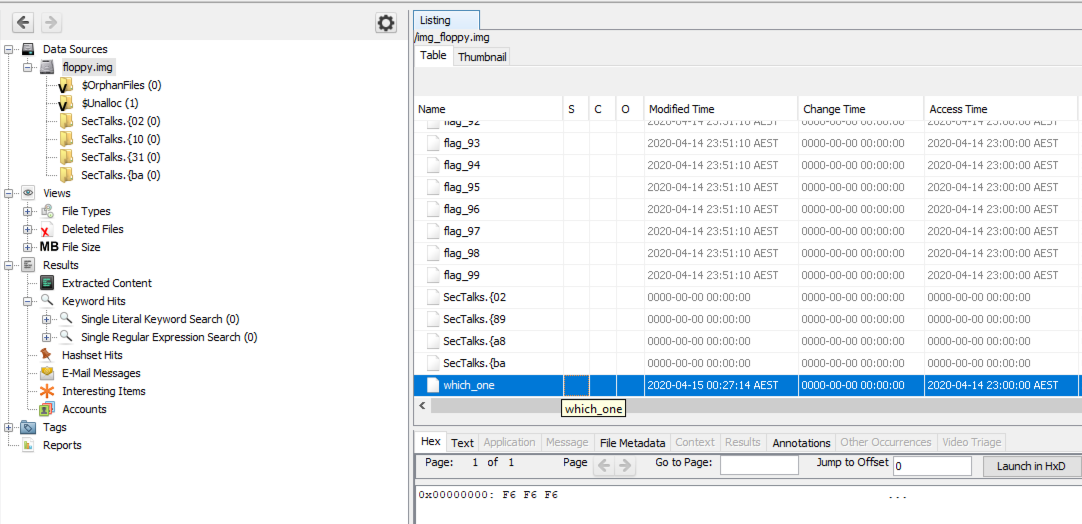 Listing
/img_floppy.img
Table Thumbnail
Data Sources
floppy.img
$OrphanFiles (0)
$Unalloc (1)
SecTalks.{02 (0)
SecTalks.{10 (0)
SecTalks.{31 (0)
SecTalks.{ba (0)
Views
File Types
Deleted Files
MB File Size
Results
Extracted Content
Keyword Hits
Single Literal Keyword Search (0)
Single Regular Expression Search (0)
Hashset Hits
E-Mail Messages
Interesting Items
Accounts
Tags
Reports
Name S C O Modified Time Change Time Access Time
flag_92 2020-04-14 23:51:10 AEST 0000-00-00 00:00:00 2020-04-14 23:00:00 AEST
flag_93 2020-04-14 23:51:10 AEST 0000-00-00 00:00:00 2020-04-14 23:00:00 AEST
flag_94 2020-04-14 23:51:10 AEST 0000-00-00 00:00:00 2020-04-14 23:00:00 AEST
flag_95 2020-04-14 23:51:10 AEST 0000-00-00 00:00:00 2020-04-14 23:00:00 AEST
flag_96 2020-04-14 23:51:10 AEST 0000-00-00 00:00:00 2020-04-14 23:00:00 AEST
flag_97 2020-04-14 23:51:10 AEST 0000-00-00 00:00:00 2020-04-14 23:00:00 AEST
flag_98 2020-04-14 23:51:10 AEST 0000-00-00 00:00:00 2020-04-14 23:00:00 AEST
flag_99 2020-04-14 23:51:10 AEST 0000-00-00 00:00:00 2020-04-14 23:00:00 AEST
SecTalks.{02 0000-00-00 00:00:00 0000-00-00 00:00:00 0000-00-00 00:00:00
SecTalks.{89 0000-00-00 00:00:00 0000-00-00 00:00:00 0000-00-00 00:00:00
SecTalks.{a8 0000-00-00 00:00:00 0000-00-00 00:00:00 0000-00-00 00:00:00
SecTalks.{ba 0000-00-00 00:00:00 0000-00-00 00:00:00 0000-00-00 00:00:00
which_one 2020-04-15 00:27:14 AEST 0000-00-00 00:00:00 2020-04-14 23:00:00 AEST
which_one
Hex Text Application Message File Metadata Context Results Annotations Other Occurrences Video Triage
Page: 1 of 1 Page Go to Page: Jump to Offset 0 Launch in HxD
0x00000000: F6 F6 F6 ...